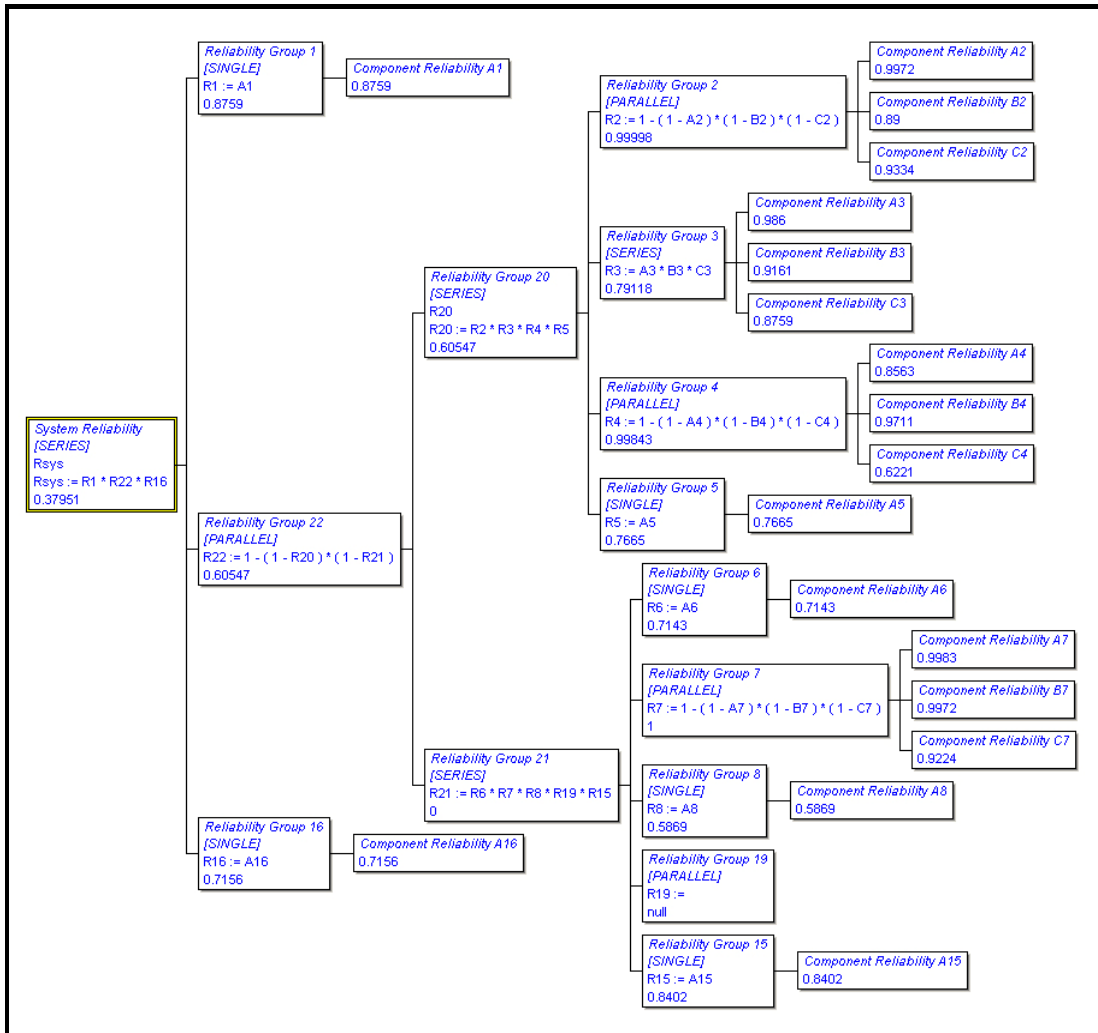 System Reliability
[SERIES]
Rsys
Rsys := R1 * R22 * R16
0.37951
Reliability Group 1
[SINGLE]
R1 := A1
0.8759
Component Reliability A1
0.8759
Reliability Group 22
[PARALLEL]
R22 := 1 - ( 1 - R20 ) * ( 1 - R21 )
0.60547
Reliability Group 20
[SERIES]
R20
R20 := R2 * R3 * R4 * R5
0.60547
Reliability Group 2
[PARALLEL]
R2 := 1 - ( 1 - A2 ) * ( 1 - B2 ) * ( 1 - C2 )
0.99998
Component Reliability A2
0.9972
Component Reliability B2
0.89
Component Reliability C2
0.9334
Reliability Group 3
[SERIES]
R3 := A3 * B3 * C3
0.79118
Component Reliability A3
0.986
Component Reliability B3
0.9161
Component Reliability C3
0.8759
Reliability Group 4
[PARALLEL]
R4 := 1 - ( 1 - A4 ) * ( 1 - B4 ) * ( 1 - C4 )
0.99843
Component Reliability A4
0.8563
Component Reliability B4
0.9711
Component Reliability C4
0.6221
Reliability Group 5
[SINGLE]
R5 := A5
0.7665
Component Reliability A5
0.7665
Reliability Group 21
[SERIES]
R21 := R6 * R7 * R8 * R19 * R15
0
Reliability Group 6
[SINGLE]
R6 := A6
0.7143
Component Reliability A6
0.7143
Reliability Group 7
[PARALLEL]
R7 := 1 - ( 1 - A7 ) * ( 1 - B7 ) * ( 1 - C7 )
1
Component Reliability A7
0.9983
Component Reliability B7
0.9972
Component Reliability C7
0.9224
Reliability Group 8
[SINGLE]
R8 := A8
0.5869
Component Reliability A8
0.5869
Reliability Group 19
[PARALLEL]
R19 :=
null
Reliability Group 15
[SINGLE]
R15 := A15
0.8402
Component Reliability A15
0.8402
Reliability Group 16
[SINGLE]
R16 := A16
0.7156
Component Reliability A16
0.7156